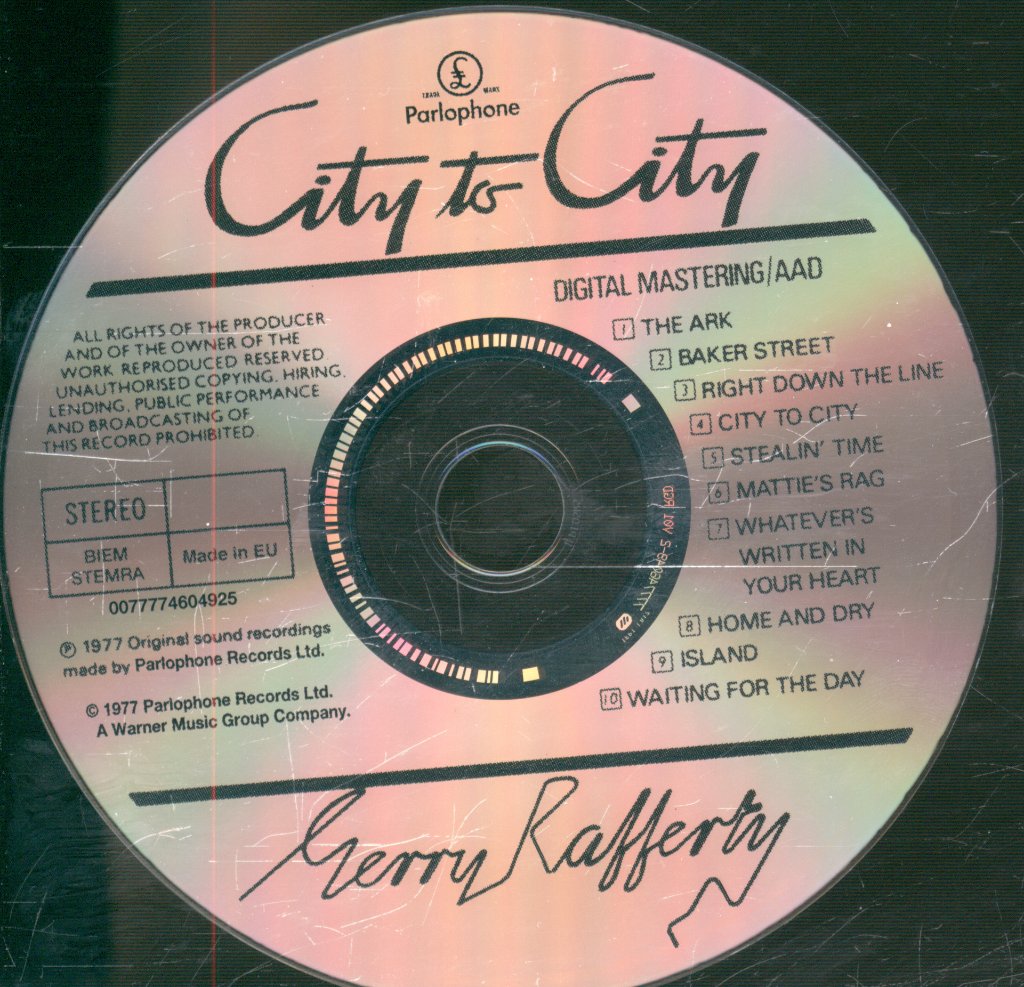 £
TRADE MARK
Parlophone
City to City
DIGITAL MASTERING/AAD
1 THE ARK
2 BAKER STREET
3 RIGHT DOWN THE LINE
4 CITY TO CITY
5 STEALIN' TIME
6 MATTIE'S RAG
7 WHATEVER'S
WRITTEN IN
YOUR HEART
8 HOME AND DRY
9 ISLAND
10 WAITING FOR THE DAY
ALL RIGHTS OF THE PRODUCER
AND OF THE OWNER OF THE
WORK REPRODUCED RESERVED
UNAUTHORISED COPYING, HIRING,
LENDING, PUBLIC PERFORMANCE
AND BROADCASTING OF
THIS RECORD PROHIBITED.
STEREO
BIEM
STEMRA
Made in EU
0077774604925
℗ 1977 Original sound recordings
made by Parlophone Records Ltd.
© 1977 Parlophone Records Ltd.
A Warner Music Group Company.
Gerry Rafferty